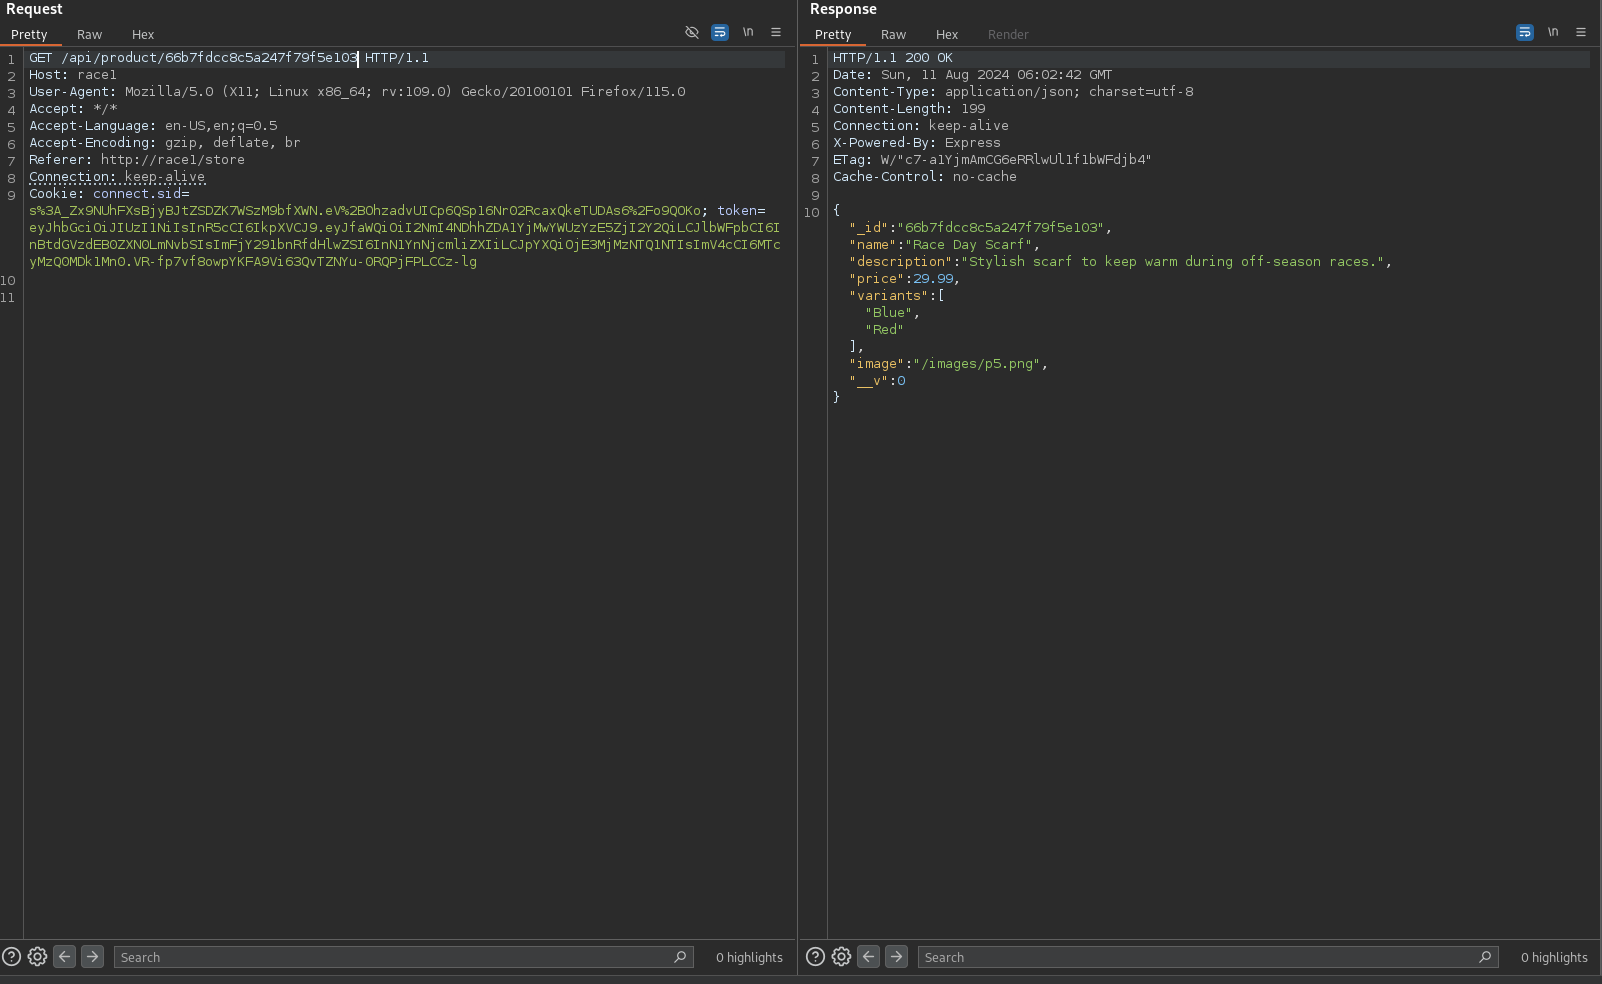 Request
Pretty Raw Hex \n
1 GET /api/product/66b7fdcc8c5a247f79f5e103 HTTP/1.1
2 Host: race1
3 User-Agent: Mozilla/5.0 (X11; Linux x86_64; rv:109.0) Gecko/20100101 Firefox/115.0
4 Accept: */*
5 Accept-Language: en-US,en;q=0.5
6 Accept-Encoding: gzip, deflate, br
7 Referer: http://race1/store
8 Connection: keep-alive
9 Cookie: connect.sid=
s%3A_Zx9NUhFXsBjyBJtZSDZK7WSzM9bfXWN.eV%2BOhzadvUICp6QSp16Nr02RcaxQkeTUDAs6%2Fo9QOKo; token=
eyJhbGciOiJIUzI1NiIsInR5cCI6IkpXVCJ9.eyJfaWQiOiI2NmI4NDhhZDA1YjMwYWUzYzE5ZjI2Y2QiLCJlbWFpbCI6I
nBtdGVzdEB0ZXN0LmNvbSIsImFjY291bnRfdHlwZSI6InN1YnNjcmliZXIiLCJpYXQiOjE3MjMzNTQ1NTIsImV4cCI6MTc
yMzQ0MDk1Mn0.VR-fp7vf8owpYKFA9Vi63QvTZNYu-0RQPjFPLCCz-lg
10
11
Search
0 highlights
Response
Pretty Raw Hex Render \n
1 HTTP/1.1 200 OK
2 Date: Sun, 11 Aug 2024 06:02:42 GMT
3 Content-Type: application/json; charset=utf-8
4 Content-Length: 199
5 Connection: keep-alive
6 X-Powered-By: Express
7 ETag: W/"c7-a1YjmAmCG6eRRlwUl1f1bWFdjb4"
8 Cache-Control: no-cache
9
10 {
"_id":"66b7fdcc8c5a247f79f5e103",
"name":"Race Day Scarf",
"description":"Stylish scarf to keep warm during off-season races.",
"price":29.99,
"variants":[
"Blue",
"Red"
],
"image":"/images/p5.png",
"__v":0
}
Search
0 highlights